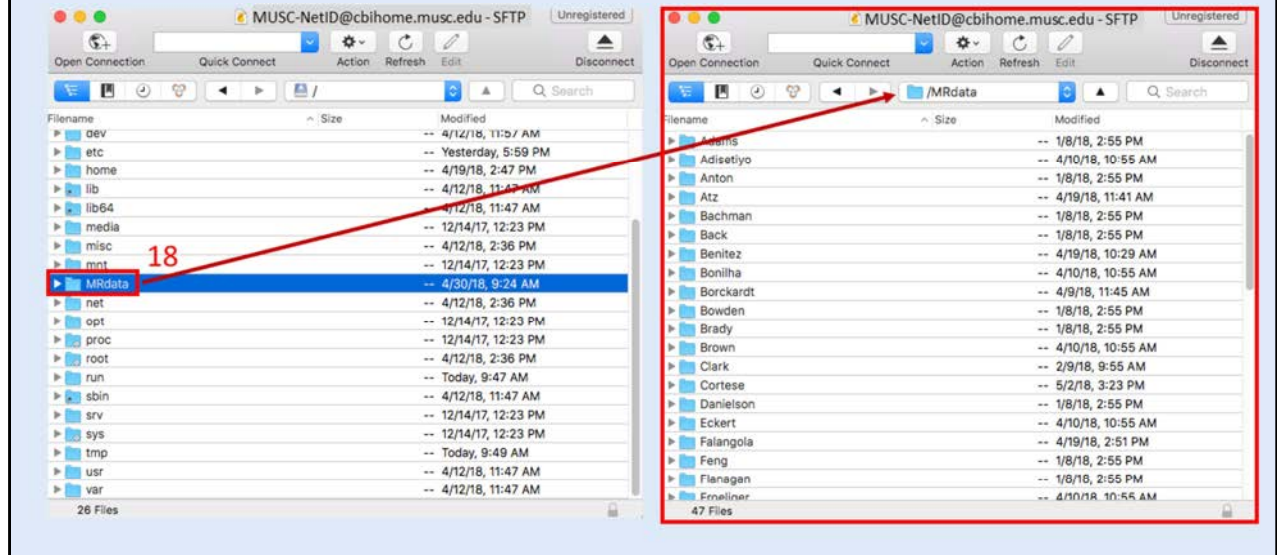 MUSC-NetID@cbihome.musc.edu - SFTP
Unregistered
Open Connection
Quick Connect
Action
Refresh
Edit
Disconnect
/
Search
Filename
Size
Modified
dev -- 4/12/18, 11:57 AM
etc -- Yesterday, 5:59 PM
home -- 4/19/18, 2:47 PM
lib -- 4/12/18, 11:47 AM
lib64 -- 4/12/18, 11:47 AM
media -- 12/14/17, 12:23 PM
misc -- 4/12/18, 2:36 PM
18
mnt -- 12/14/17, 12:23 PM
MRdata -- 4/30/18, 9:24 AM
net -- 4/12/18, 2:36 PM
opt -- 12/14/17, 12:23 PM
proc -- 12/14/17, 12:23 PM
root -- 4/12/18, 2:36 PM
run -- Today, 9:47 AM
sbin -- 4/12/18, 11:47 AM
srv -- 12/14/17, 12:23 PM
sys -- 12/14/17, 12:23 PM
tmp -- Today, 9:49 AM
usr -- 4/12/18, 11:47 AM
var -- 4/12/18, 11:47 AM
26 Files
MUSC-NetID@cbihome.musc.edu - SFTP
Unregistered
Open Connection
Quick Connect
Action
Refresh
Edit
Disconnect
/MRdata
Search
Filename
Size
Modified
Adams -- 1/8/18, 2:55 PM
Adisetiyo -- 4/10/18, 10:55 AM
Anton -- 1/8/18, 2:55 PM
Atz -- 4/19/18, 11:41 AM
Bachman -- 1/8/18, 2:55 PM
Back -- 1/8/18, 2:55 PM
Benitez -- 4/19/18, 10:29 AM
Bonilha -- 4/10/18, 10:55 AM
Borckardt -- 4/9/18, 11:45 AM
Bowden -- 1/8/18, 2:55 PM
Brady -- 1/8/18, 2:55 PM
Brown -- 4/10/18, 10:55 AM
Clark -- 2/9/18, 9:55 AM
Cortese -- 5/2/18, 3:23 PM
Danielson -- 1/8/18, 2:55 PM
Eckert -- 4/10/18, 10:55 AM
Falangola -- 4/19/18, 2:51 PM
Feng -- 1/8/18, 2:55 PM
Flanagan -- 1/8/18, 2:55 PM
Froeliger -- 4/10/18, 10:55 AM
47 Files